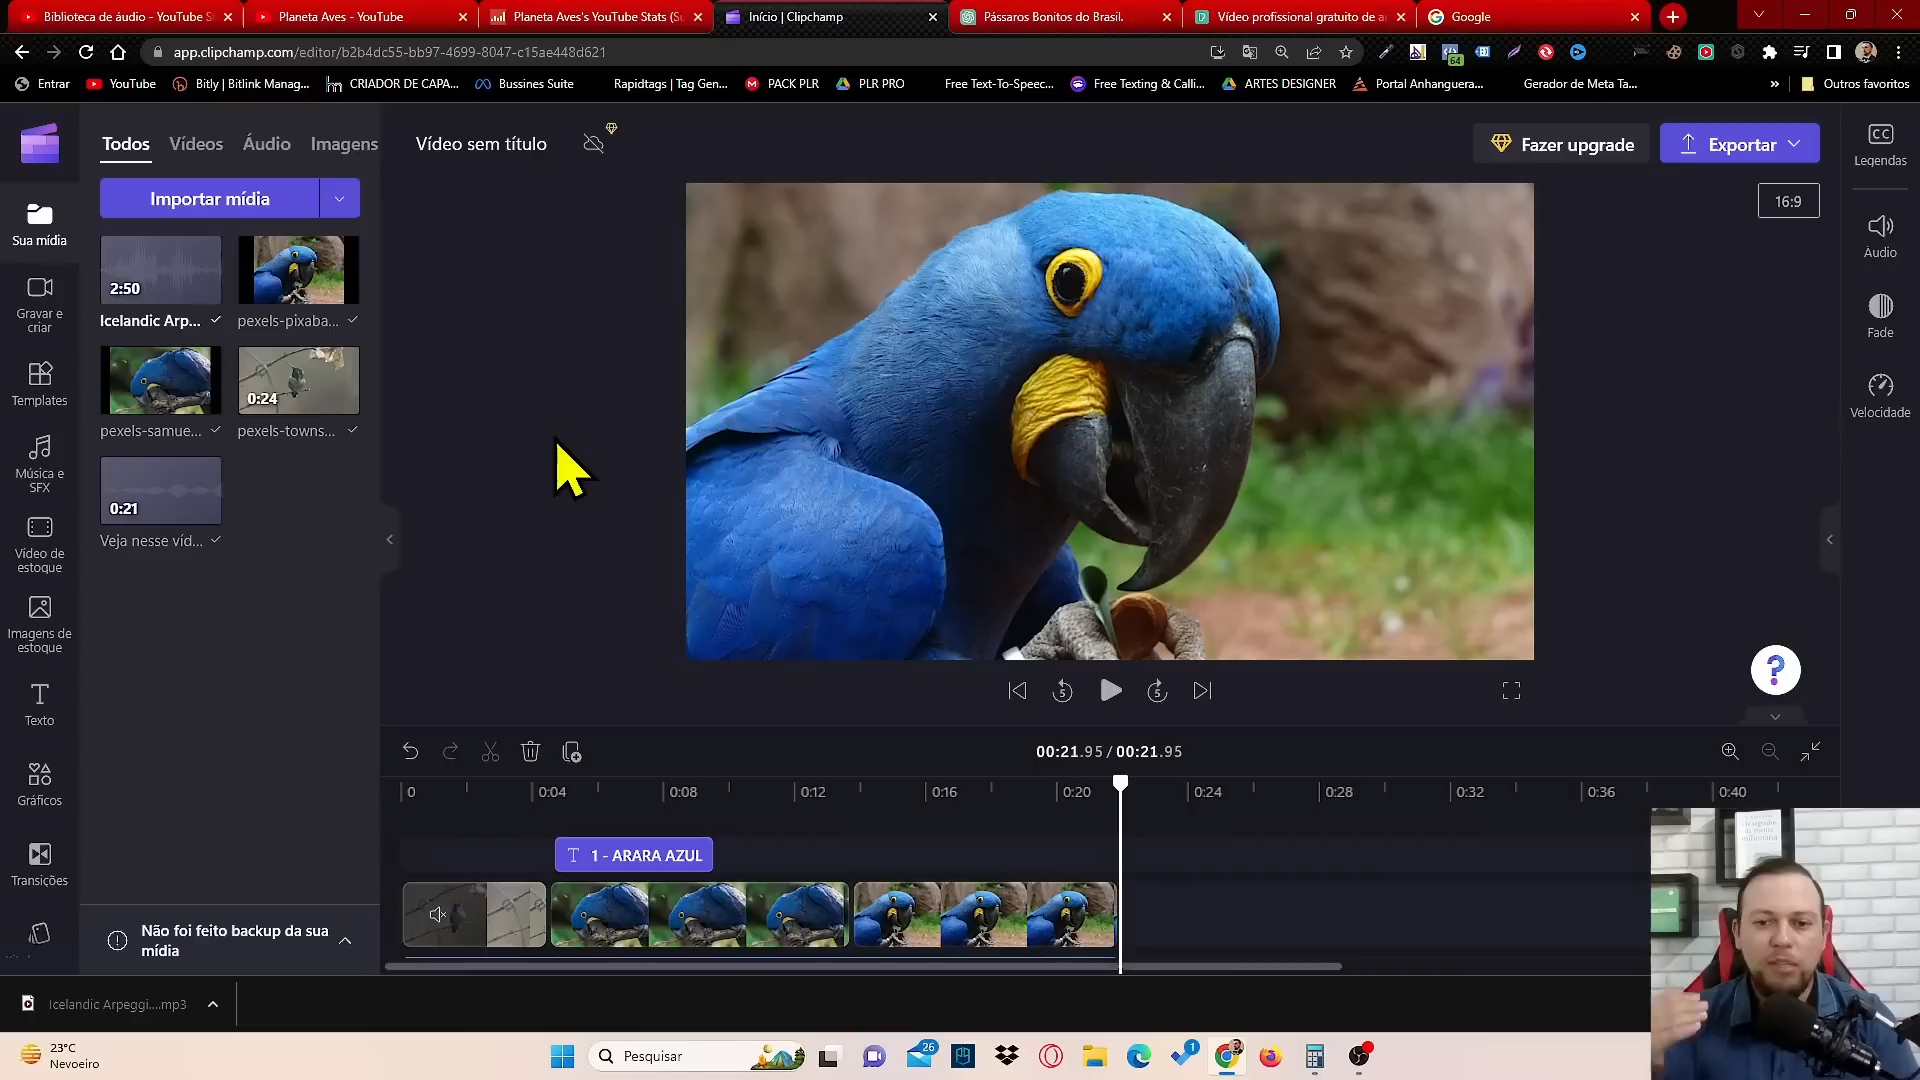 Biblioteca de áudio - YouTube S
Planeta Aves - YouTube
Planeta Aves's YouTube Stats (Su
Início | Clipchamp
Pássaros Bonitos do Brasil.
Vídeo profissional gratuito de a
Google
app.clipchamp.com/editor/b2b4dc55-bb97-4699-8047-c15ae448d621
64
Entrar
YouTube
Bitly | Bitlink Manag...
CRIADOR DE CAPA...
Bussines Suite
Rapidtags | Tag Gen...
PACK PLR
PLR PRO
Free Text-To-Speec...
Free Texting & Calli...
ARTES DESIGNER
Portal Anhanguera...
Gerador de Meta Ta...
»
Outros favoritos
Todos
Vídeos
Áudio
Imagens
Vídeo sem título
Fazer upgrade
Exportar
CC
Legendas
Importar mídia
16:9
Sua mídia
2:50
Icelandic Arp...
pexels-pixaba...
Áudio
Gravar e
criar
Fade
0:24
pexels-samue...
pexels-towns...
Templates
Velocidade
Música e
SFX
0:21
Veja nesse víd...
Vídeo de
estoque
Imagens de
estoque
5
5
?
Texto
00:21.95 / 00:21.95
Gráficos
0
0:04
0:08
0:12
0:16
0:20
0:24
0:28
0:32
0:36
0:40
T 1 - ARARA AZUL
Transições
Não foi feito backup da sua
mídia
Icelandic Arpeggi....mp3
23°C
Nevoeiro
Pesquisar
26
1